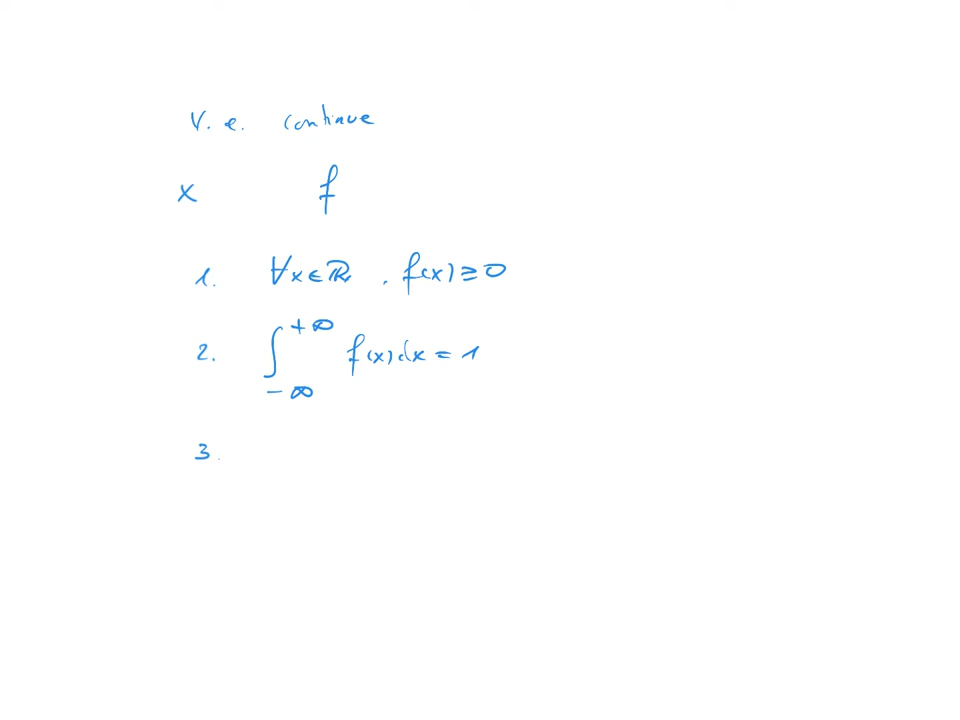 V. e. continue
X f
1. ∀x∈ℝ, f(x)≥0
2. ∫_{-∞}^{+∞} f(x)dx = 1
3.